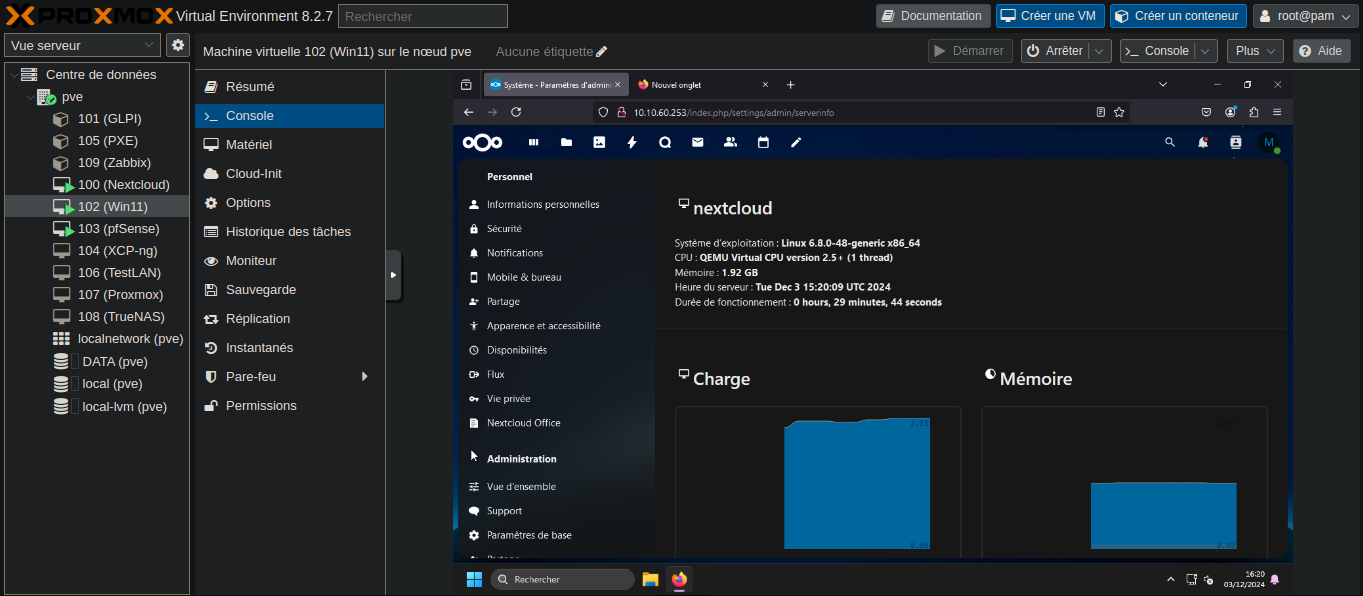 PROXMOX Virtual Environment 8.2.7
Rechercher
Documentation
Créer une VM
Créer un conteneur
root@pam
Vue serveur
Machine virtuelle 102 (Win11) sur le nœud pve
Aucune étiquette
Démarrer
Arrêter
Console
Plus
Aide
Centre de données
pve
101 (GLPI)
105 (PXE)
109 (Zabbix)
100 (Nextcloud)
102 (Win11)
103 (pfSense)
104 (XCP-ng)
106 (TestLAN)
107 (Proxmox)
108 (TrueNAS)
localnetwork (pve)
DATA (pve)
local (pve)
local-lvm (pve)
Résumé
Console
Matériel
Cloud-Init
Options
Historique des tâches
Moniteur
Sauvegarde
Réplication
Instantanés
Pare-feu
Permissions
Système - Paramètres d'admini
Nouvel onglet
10.10.60.253/index.php/settings/admin/serverinfo
M
Personnel
Informations personnelles
Sécurité
Notifications
Mobile & bureau
Partage
Apparence et accessibilité
Disponibilités
Flux
Vie privée
Nextcloud Office
Administration
Vue d'ensemble
Support
Paramètres de base
Partage
nextcloud
Système d'exploitation : Linux 6.8.0-48-generic x86_64
CPU : QEMU Virtual CPU version 2.5+ (1 thread)
Mémoire : 1.92 GB
Heure du serveur : Tue Dec 3 15:20:09 UTC 2024
Durée de fonctionnement : 0 hours, 29 minutes, 44 seconds
Charge
Mémoire
2.51
0.00
0.00
Rechercher
16:20
03/12/2024